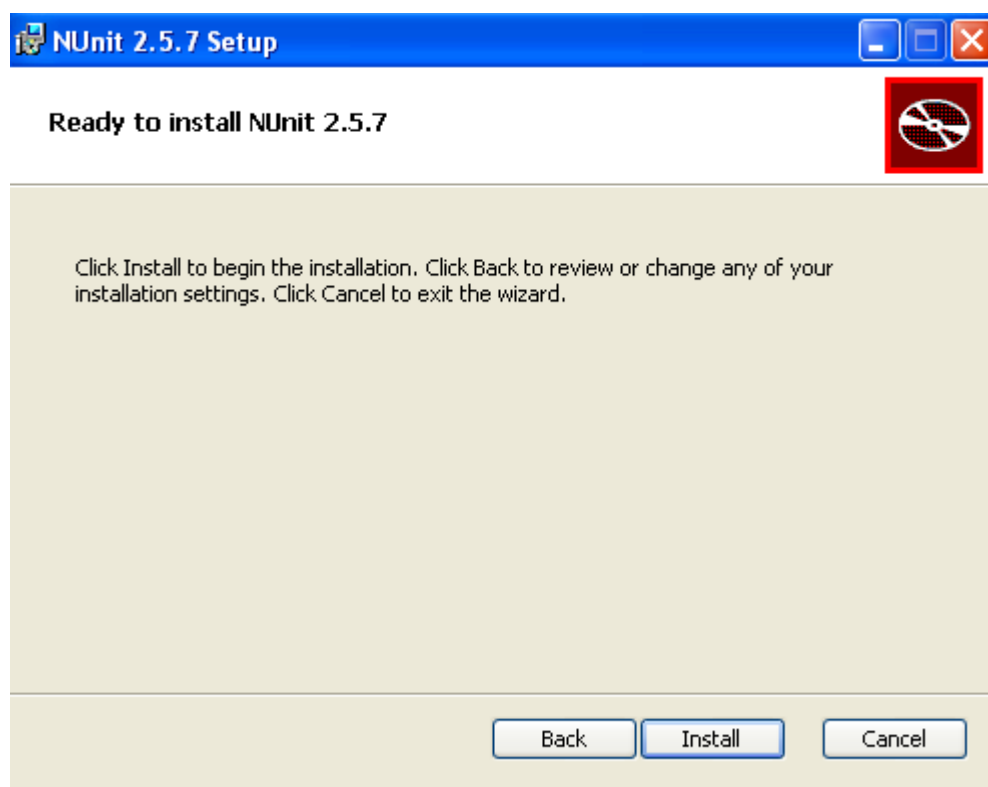 NUnit 2.5.7 Setup
Ready to install NUnit 2.5.7
Click Install to begin the installation. Click Back to review or change any of your
installation settings. Click Cancel to exit the wizard.
Back Install Cancel